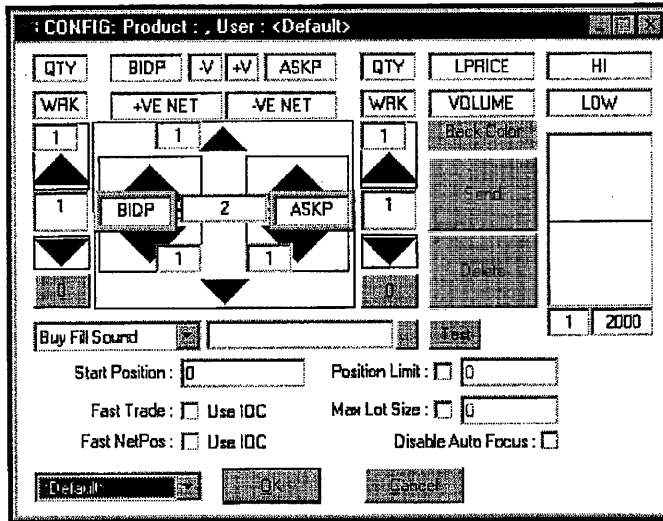 : CONFIG: Product : , User : <Default>
QTY BIDP -V +V ASKP QTY LPRICE HI
WRK +VE NET -VE NET WRK VOLUME LOW
1 1 1 Back Color
1 BIDP 2 ASKP 1 Send
1 1 Delete
0 0
1 2000
Buy Fill Sound Test
Start Position : 0 Position Limit : 0
Fast Trade : Use IOC Max Lot Size : 0
Fast NetPos : Use IOC Disable Auto Focus :
<Default> Ok Cancel